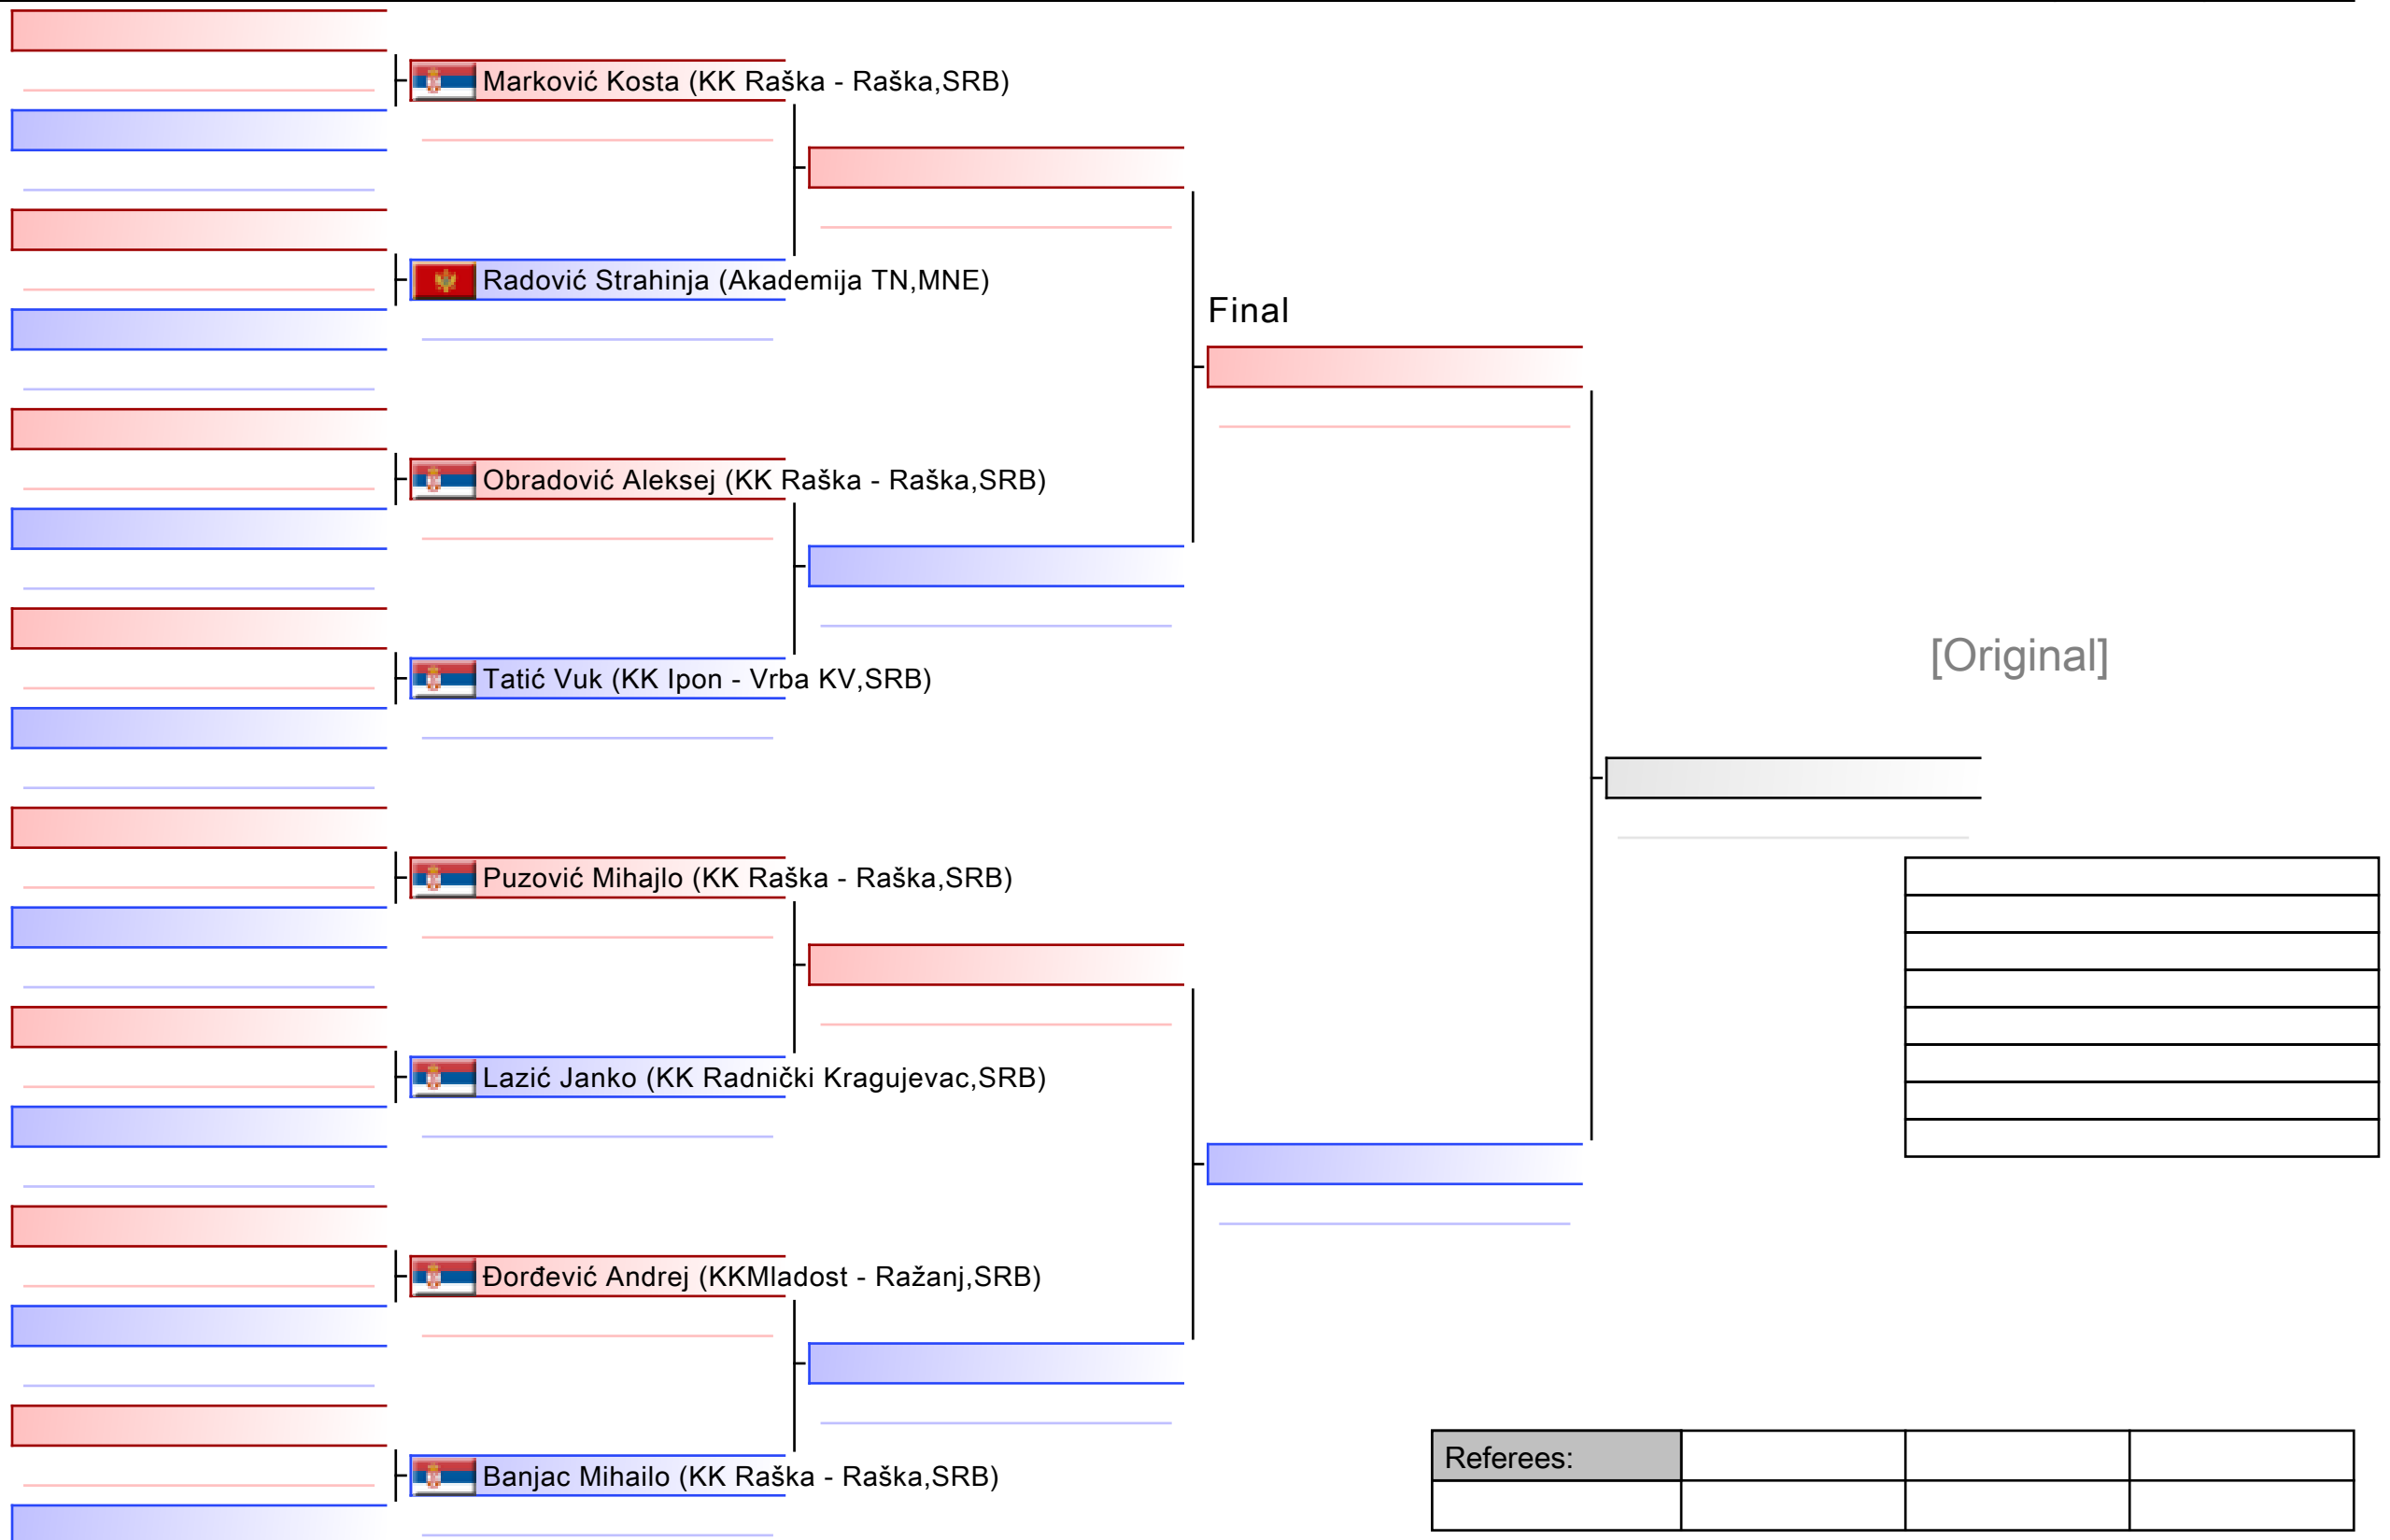 Marković Kosta (KK Raška - Raška,SRB)
Radović Strahinja (Akademija TN,MNE)
Final
Obradović Aleksej (KK Raška - Raška,SRB)
[Original]
Tatić Vuk (KK Ipon - Vrba KV,SRB)
Puzović Mihajlo (KK Raška - Raška,SRB)
Lazić Janko (KK Radnički Kragujevac,SRB)
Đorđević Andrej (KKMladost - Ražanj,SRB)
Referees:
Banjac Mihailo (KK Raška - Raška,SRB)